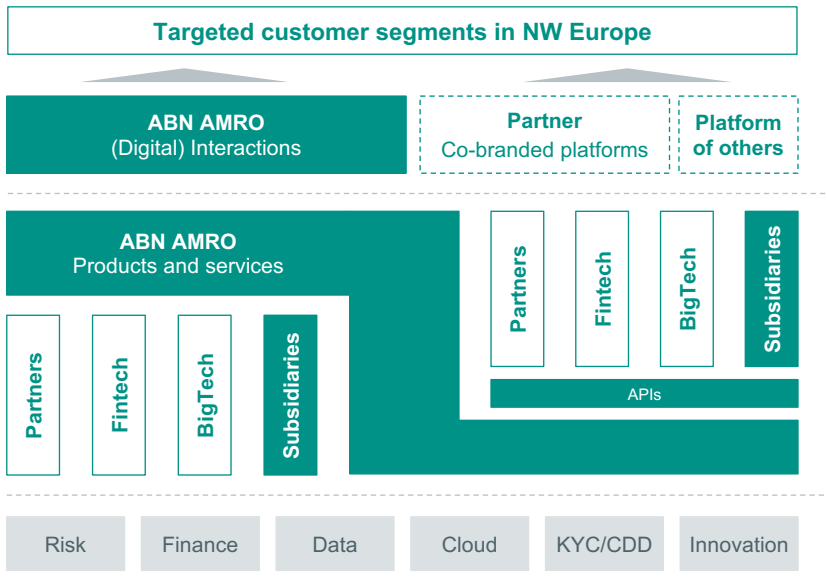 Targeted customer segments in NW Europe
ABN AMRO
(Digital) Interactions
Partner
Co-branded platforms
Platform
of others
ABN AMRO
Products and services
Partners
Fintech
BigTech
Subsidiaries
Partners
Fintech
BigTech
Subsidiaries
APIs
Risk
Finance
Data
Cloud
KYC/CDD
Innovation